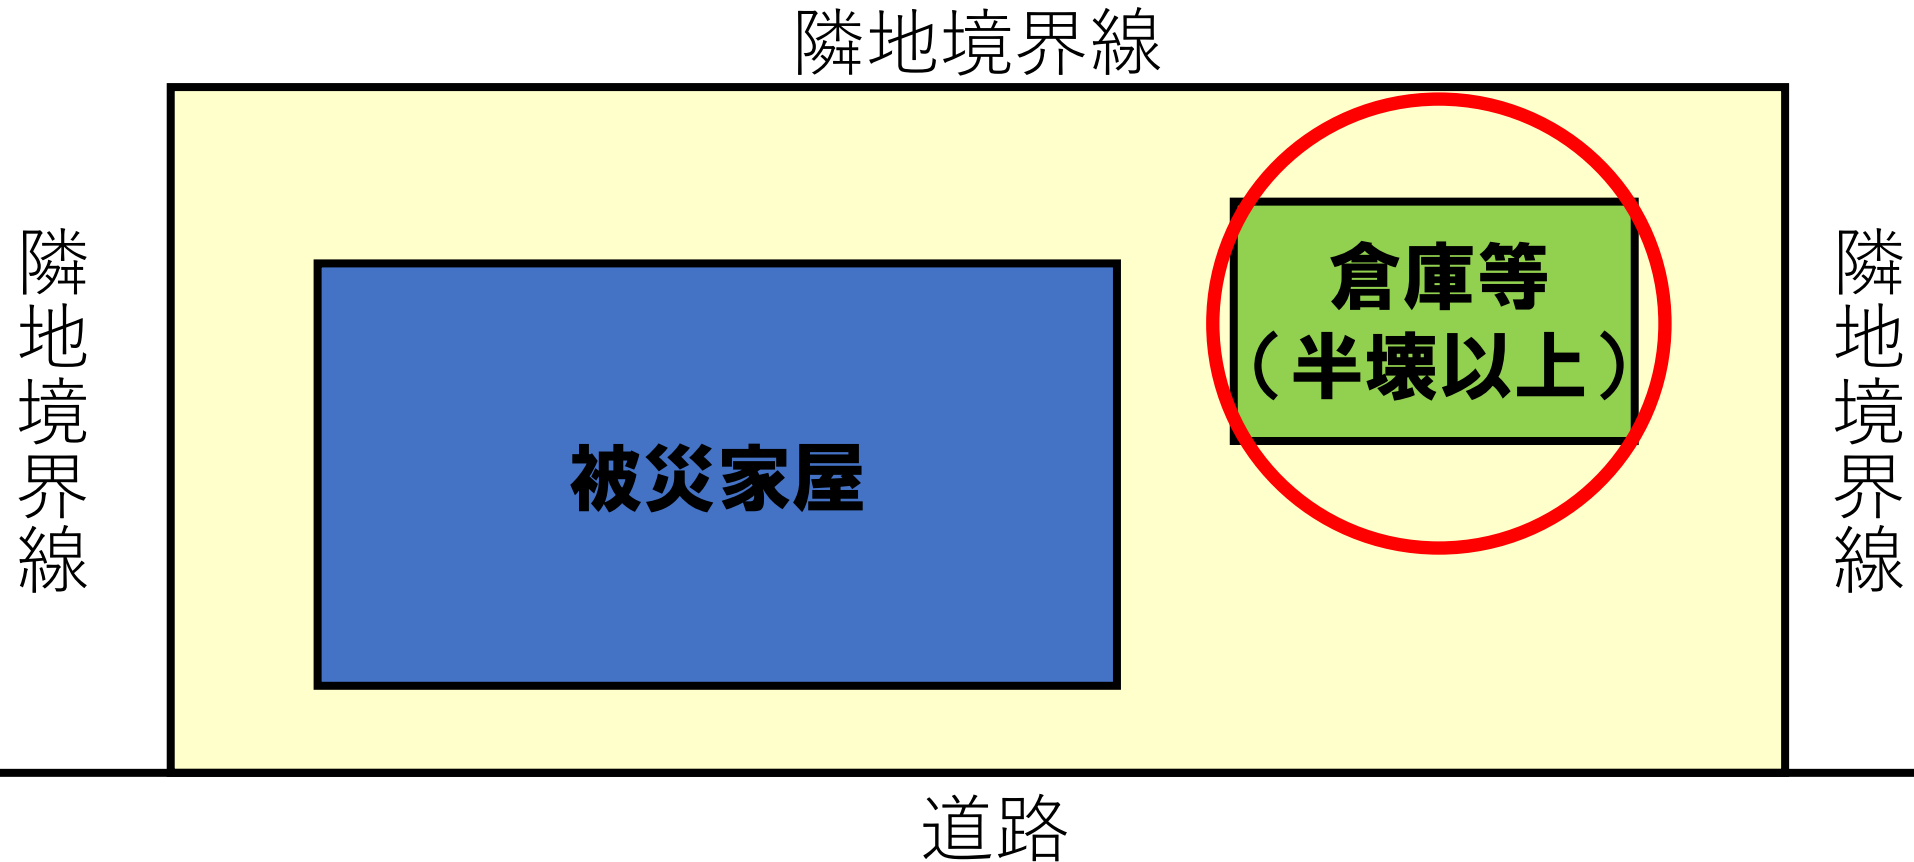 隣地境界線
隣地境界線
倉庫等
（半壊以上）
被災家屋
隣地境界線
道路